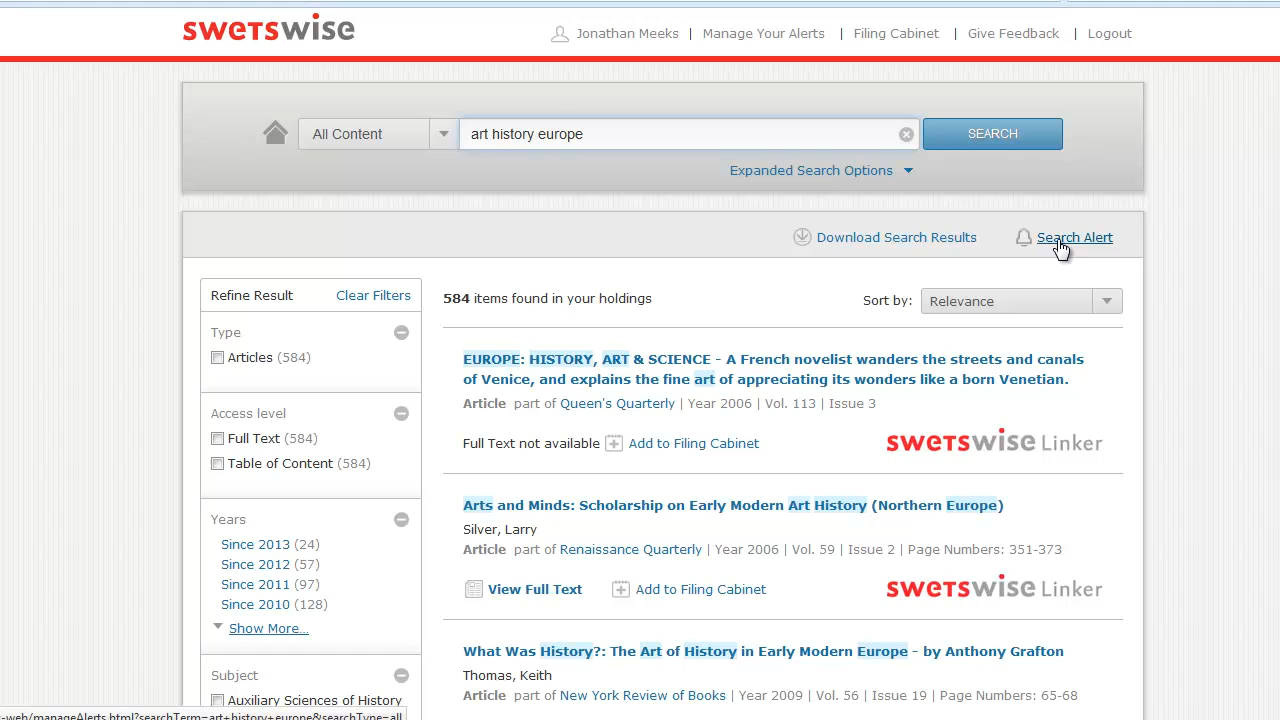 swetswise
Jonathan Meeks | Manage Your Alerts | Filing Cabinet | Give Feedback | Logout
All Content
art history europe
SEARCH
Expanded Search Options
Download Search Results
Search Alert
Refine Result
Clear Filters
Type
Articles (584)
Access level
Full Text (584)
Table of Content (584)
Years
Since 2013 (24)
Since 2012 (57)
Since 2011 (97)
Since 2010 (128)
Show More...
Subject
Auxiliary Sciences of History
584 items found in your holdings
Sort by: Relevance
EUROPE: HISTORY, ART & SCIENCE - A French novelist wanders the streets and canals
of Venice, and explains the fine art of appreciating its wonders like a born Venetian.
Article part of Queen's Quarterly | Year 2006 | Vol. 113 | Issue 3
Full Text not available Add to Filing Cabinet
swetswise Linker
Arts and Minds: Scholarship on Early Modern Art History (Northern Europe)
Silver, Larry
Article part of Renaissance Quarterly | Year 2006 | Vol. 59 | Issue 2 | Page Numbers: 351-373
View Full Text Add to Filing Cabinet
swetswise Linker
What Was History?: The Art of History in Early Modern Europe - by Anthony Grafton
Thomas, Keith
Article part of New York Review of Books | Year 2009 | Vol. 56 | Issue 19 | Page Numbers: 65-68
-web/manageAlerts.html?searchTerm=art+history+europe&searchType=all